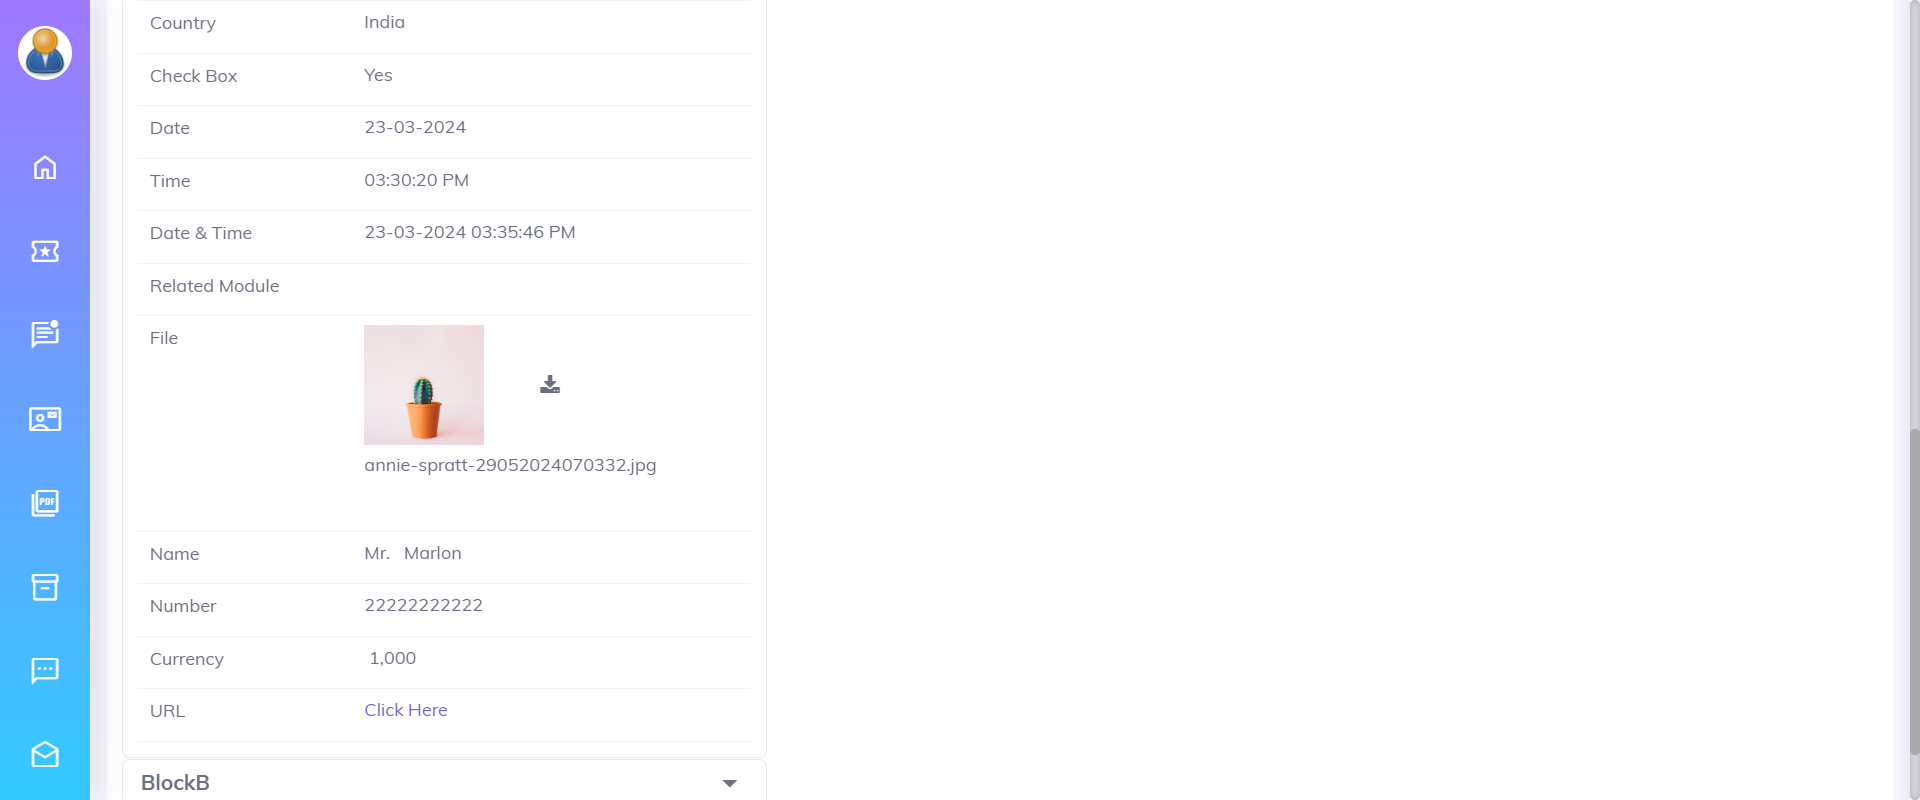 Country India
Check Box Yes
Date 23-03-2024
Time 03:30:20 PM
Date & Time 23-03-2024 03:35:46 PM
Related Module
File
annie-spratt-29052024070332.jpg
Name Mr. Marlon
Number 22222222222
Currency 1,000
URL Click Here
BlockB
PDF